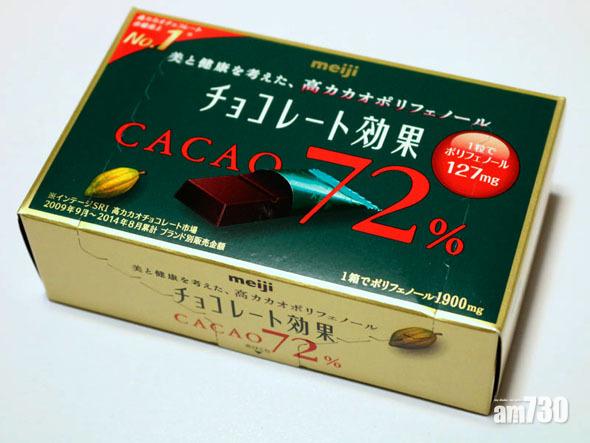 高カカオチョコレート
No.1※
meiji
美と健康を考えた、高カカオポリフェノール
チョコレート効果
CACAO 72%
1粒で
ポリフェノール
127mg
※インテージSRI 高カカオチョコレート市場
2009年9月〜2014年8月累計 ブランド別販売金額
1箱でポリフェノール1900mg
meiji
美と健康を考えた、高カカオポリフェノール
チョコレート効果
CACAO 72%
am730